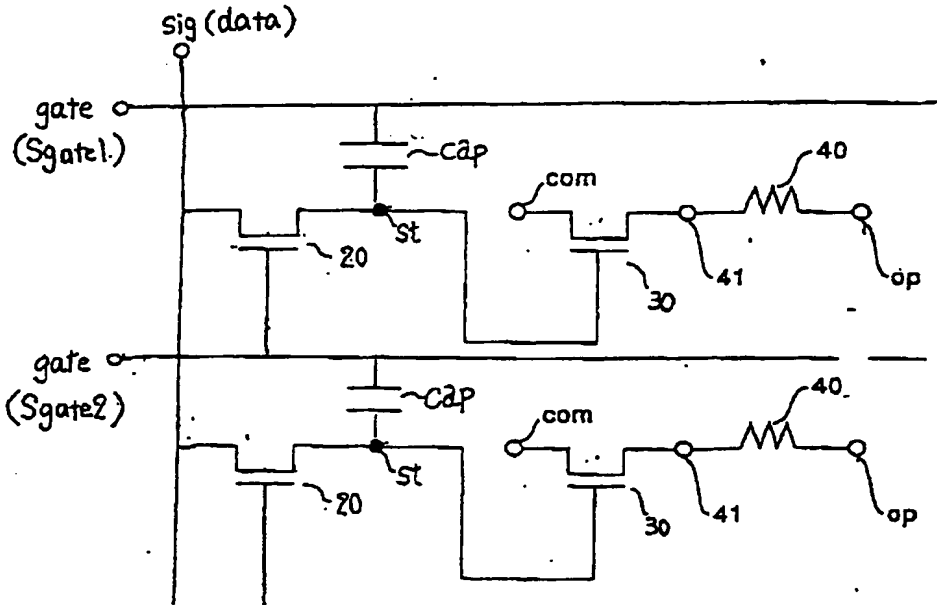 sig (data)
gate
(Sgate1.)
cap
com
40
st
20
30
41
op
gate
(Sgate2)
cap
com
40
st
20
30
41
op